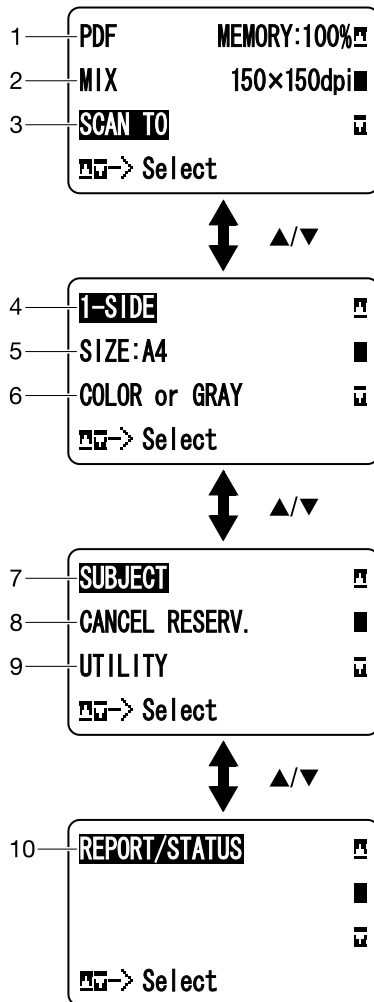 1 PDF MEMORY:100%
2 MIX 150×150dpi
3 SCAN TO
-> Select
▲/▼
4 1-SIDE
5 SIZE:A4
6 COLOR or GRAY
-> Select
▲/▼
7 SUBJECT
8 CANCEL RESERV.
9 UTILITY
-> Select
▲/▼
10 REPORT/STATUS
-> Select